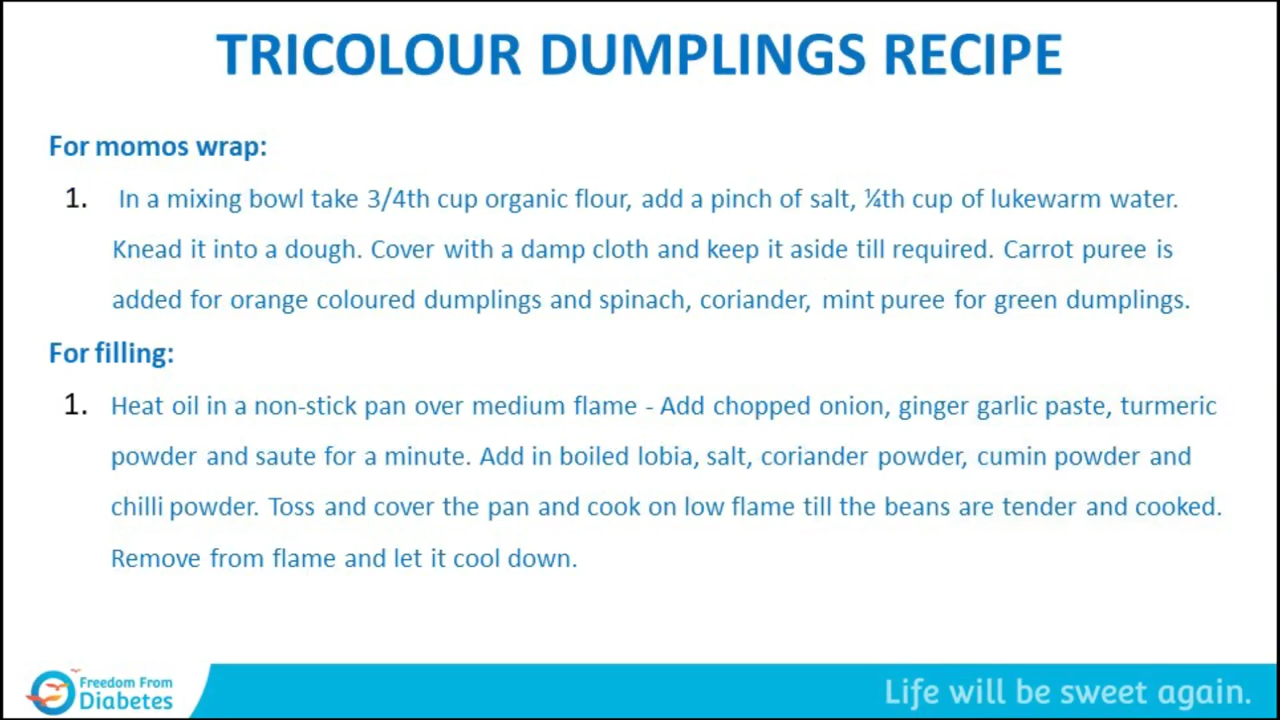 TRICOLOUR DUMPLINGS RECIPE
For momos wrap:
1. In a mixing bowl take 3/4th cup organic flour, add a pinch of salt, ¼th cup of lukewarm water.
Knead it into a dough. Cover with a damp cloth and keep it aside till required. Carrot puree is
added for orange coloured dumplings and spinach, coriander, mint puree for green dumplings.
For filling:
1. Heat oil in a non-stick pan over medium flame - Add chopped onion, ginger garlic paste, turmeric
powder and saute for a minute. Add in boiled lobia, salt, coriander powder, cumin powder and
chilli powder. Toss and cover the pan and cook on low flame till the beans are tender and cooked.
Remove from flame and let it cool down.
Freedom From
Diabetes
Life will be sweet again.